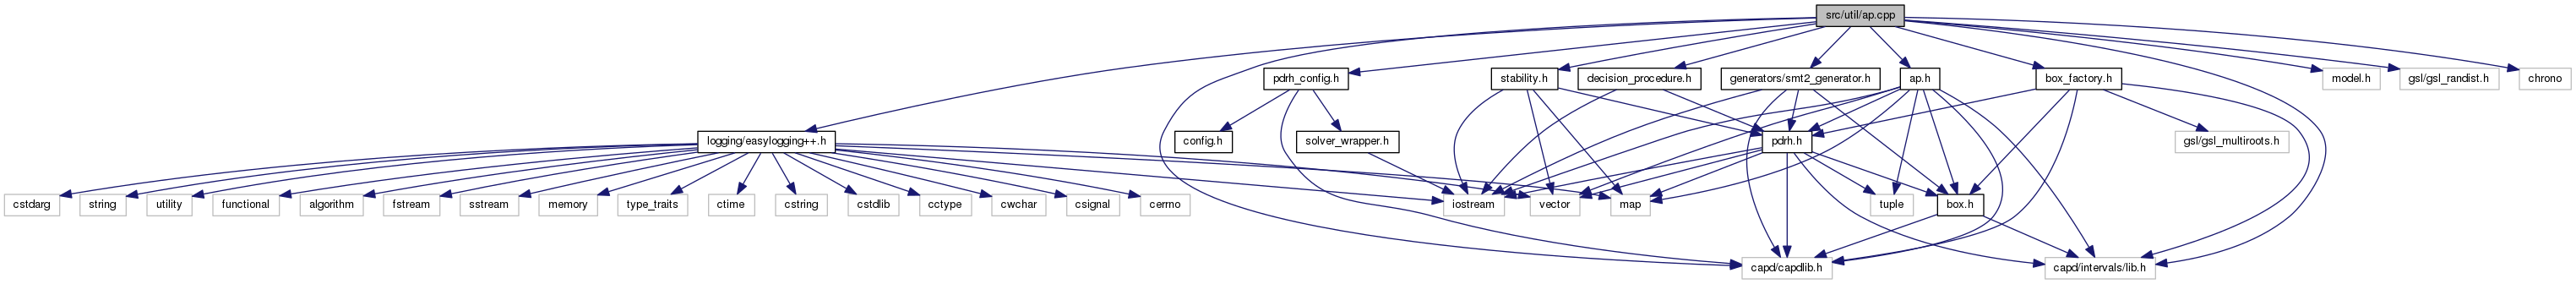 src/util/ap.cpp
pdrh_config.h
stability.h
decision_procedure.h
generators/smt2_generator.h
ap.h
box_factory.h
model.h
gsl/gsl_randist.h
chrono
logging/easylogging++.h
config.h
solver_wrapper.h
pdrh.h
gsl/gsl_multiroots.h
cstdarg
string
utility
functional
algorithm
fstream
sstream
memory
type_traits
ctime
cstring
cstdlib
cctype
cwchar
csignal
cerrno
iostream
vector
map
tuple
box.h
capd/capdlib.h
capd/intervals/lib.h